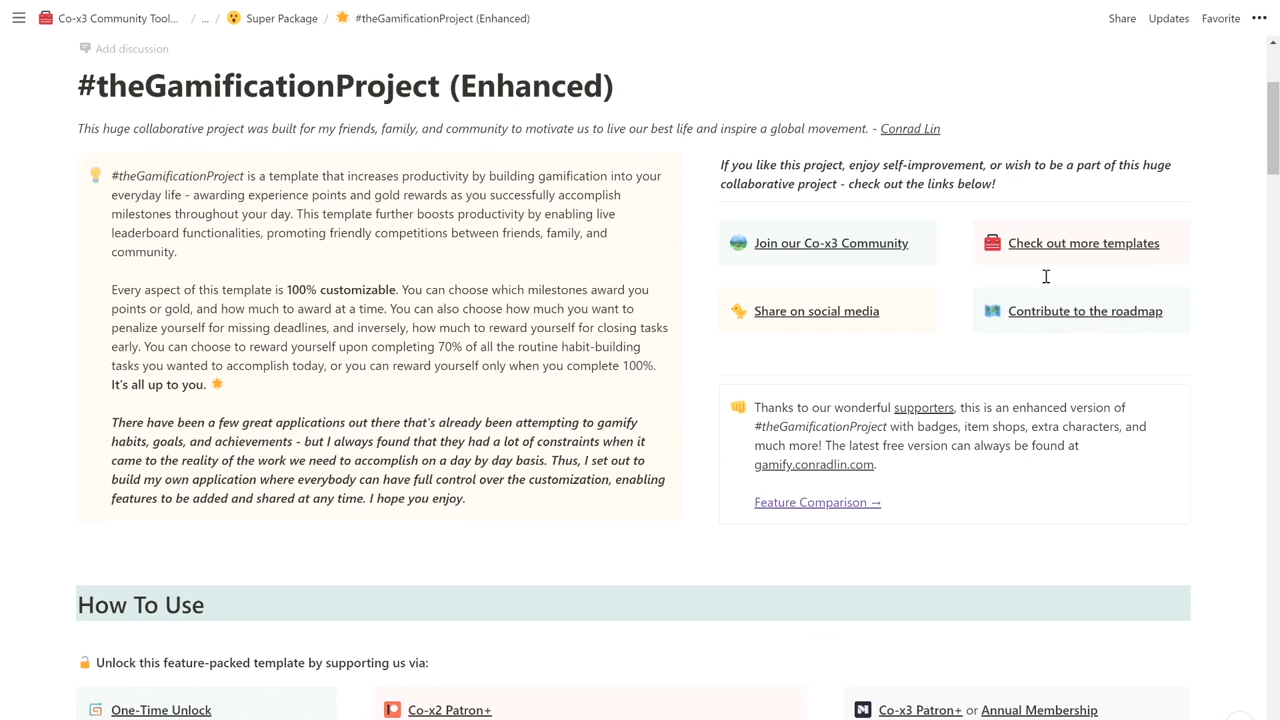 Co-x3 Community Tool... / ... / Super Package / #theGamificationProject (Enhanced)
Share Updates Favorite
Add discussion
#theGamificationProject (Enhanced)
This huge collaborative project was built for my friends, family, and community to motivate us to live our best life and inspire a global movement. - Conrad Lin
#theGamificationProject is a template that increases productivity by building gamification into your
everyday life - awarding experience points and gold rewards as you successfully accomplish
milestones throughout your day. This template further boosts productivity by enabling live
leaderboard functionalities, promoting friendly competitions between friends, family, and
community.
Every aspect of this template is 100% customizable. You can choose which milestones award you
points or gold, and how much to award at a time. You can also choose how much you want to
penalize yourself for missing deadlines, and inversely, how much to reward yourself for closing tasks
early. You can choose to reward yourself upon completing 70% of all the routine habit-building
tasks you wanted to accomplish today, or you can reward yourself only when you complete 100%.
It's all up to you.
There have been a few great applications out there that's already been attempting to gamify
habits, goals, and achievements - but I always found that they had a lot of constraints when it
came to the reality of the work we need to accomplish on a day by day basis. Thus, I set out to
build my own application where everybody can have full control over the customization, enabling
features to be added and shared at any time. I hope you enjoy.
If you like this project, enjoy self-improvement, or wish to be a part of this huge
collaborative project - check out the links below!
Join our Co-x3 Community
Check out more templates
Share on social media
Contribute to the roadmap
Thanks to our wonderful supporters, this is an enhanced version of
#theGamificationProject with badges, item shops, extra characters, and
much more! The latest free version can always be found at
gamify.conradlin.com.
Feature Comparison →
How To Use
Unlock this feature-packed template by supporting us via:
One-Time Unlock
Co-x2 Patron+
Co-x3 Patron+ or Annual Membership